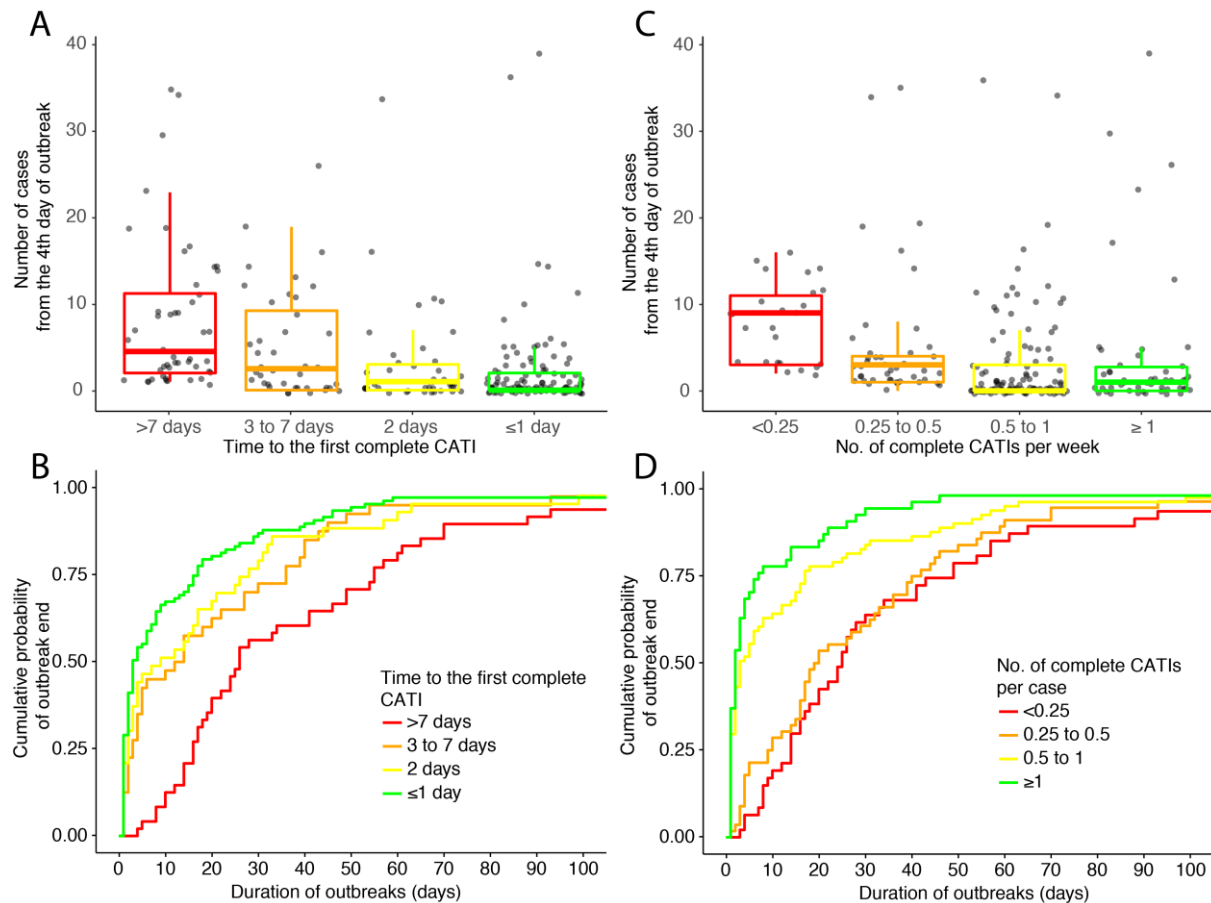 A
Number of cases
from the 4th day of outbreak
40
30
20
10
0
>7 days
3 to 7 days
2 days
≤1 day
Time to the first complete CATI
C
Number of cases
from the 4th day of outbreak
40
30
20
10
0
<0.25
0.25 to 0.5
0.5 to 1
≥ 1
No. of complete CATIs per week
B
Cumulative probability
of outbreak end
1.00
0.75
0.50
0.25
0.00
Time to the first complete
CATI
>7 days
3 to 7 days
2 days
≤1 day
0 10 20 30 40 50 60 70 80 90 100
Duration of outbreaks (days)
D
Cumulative probability
of outbreak end
1.00
0.75
0.50
0.25
0.00
No. of complete CATIs
per case
<0.25
0.25 to 0.5
0.5 to 1
≥1
0 10 20 30 40 50 60 70 80 90 100
Duration of outbreaks (days)